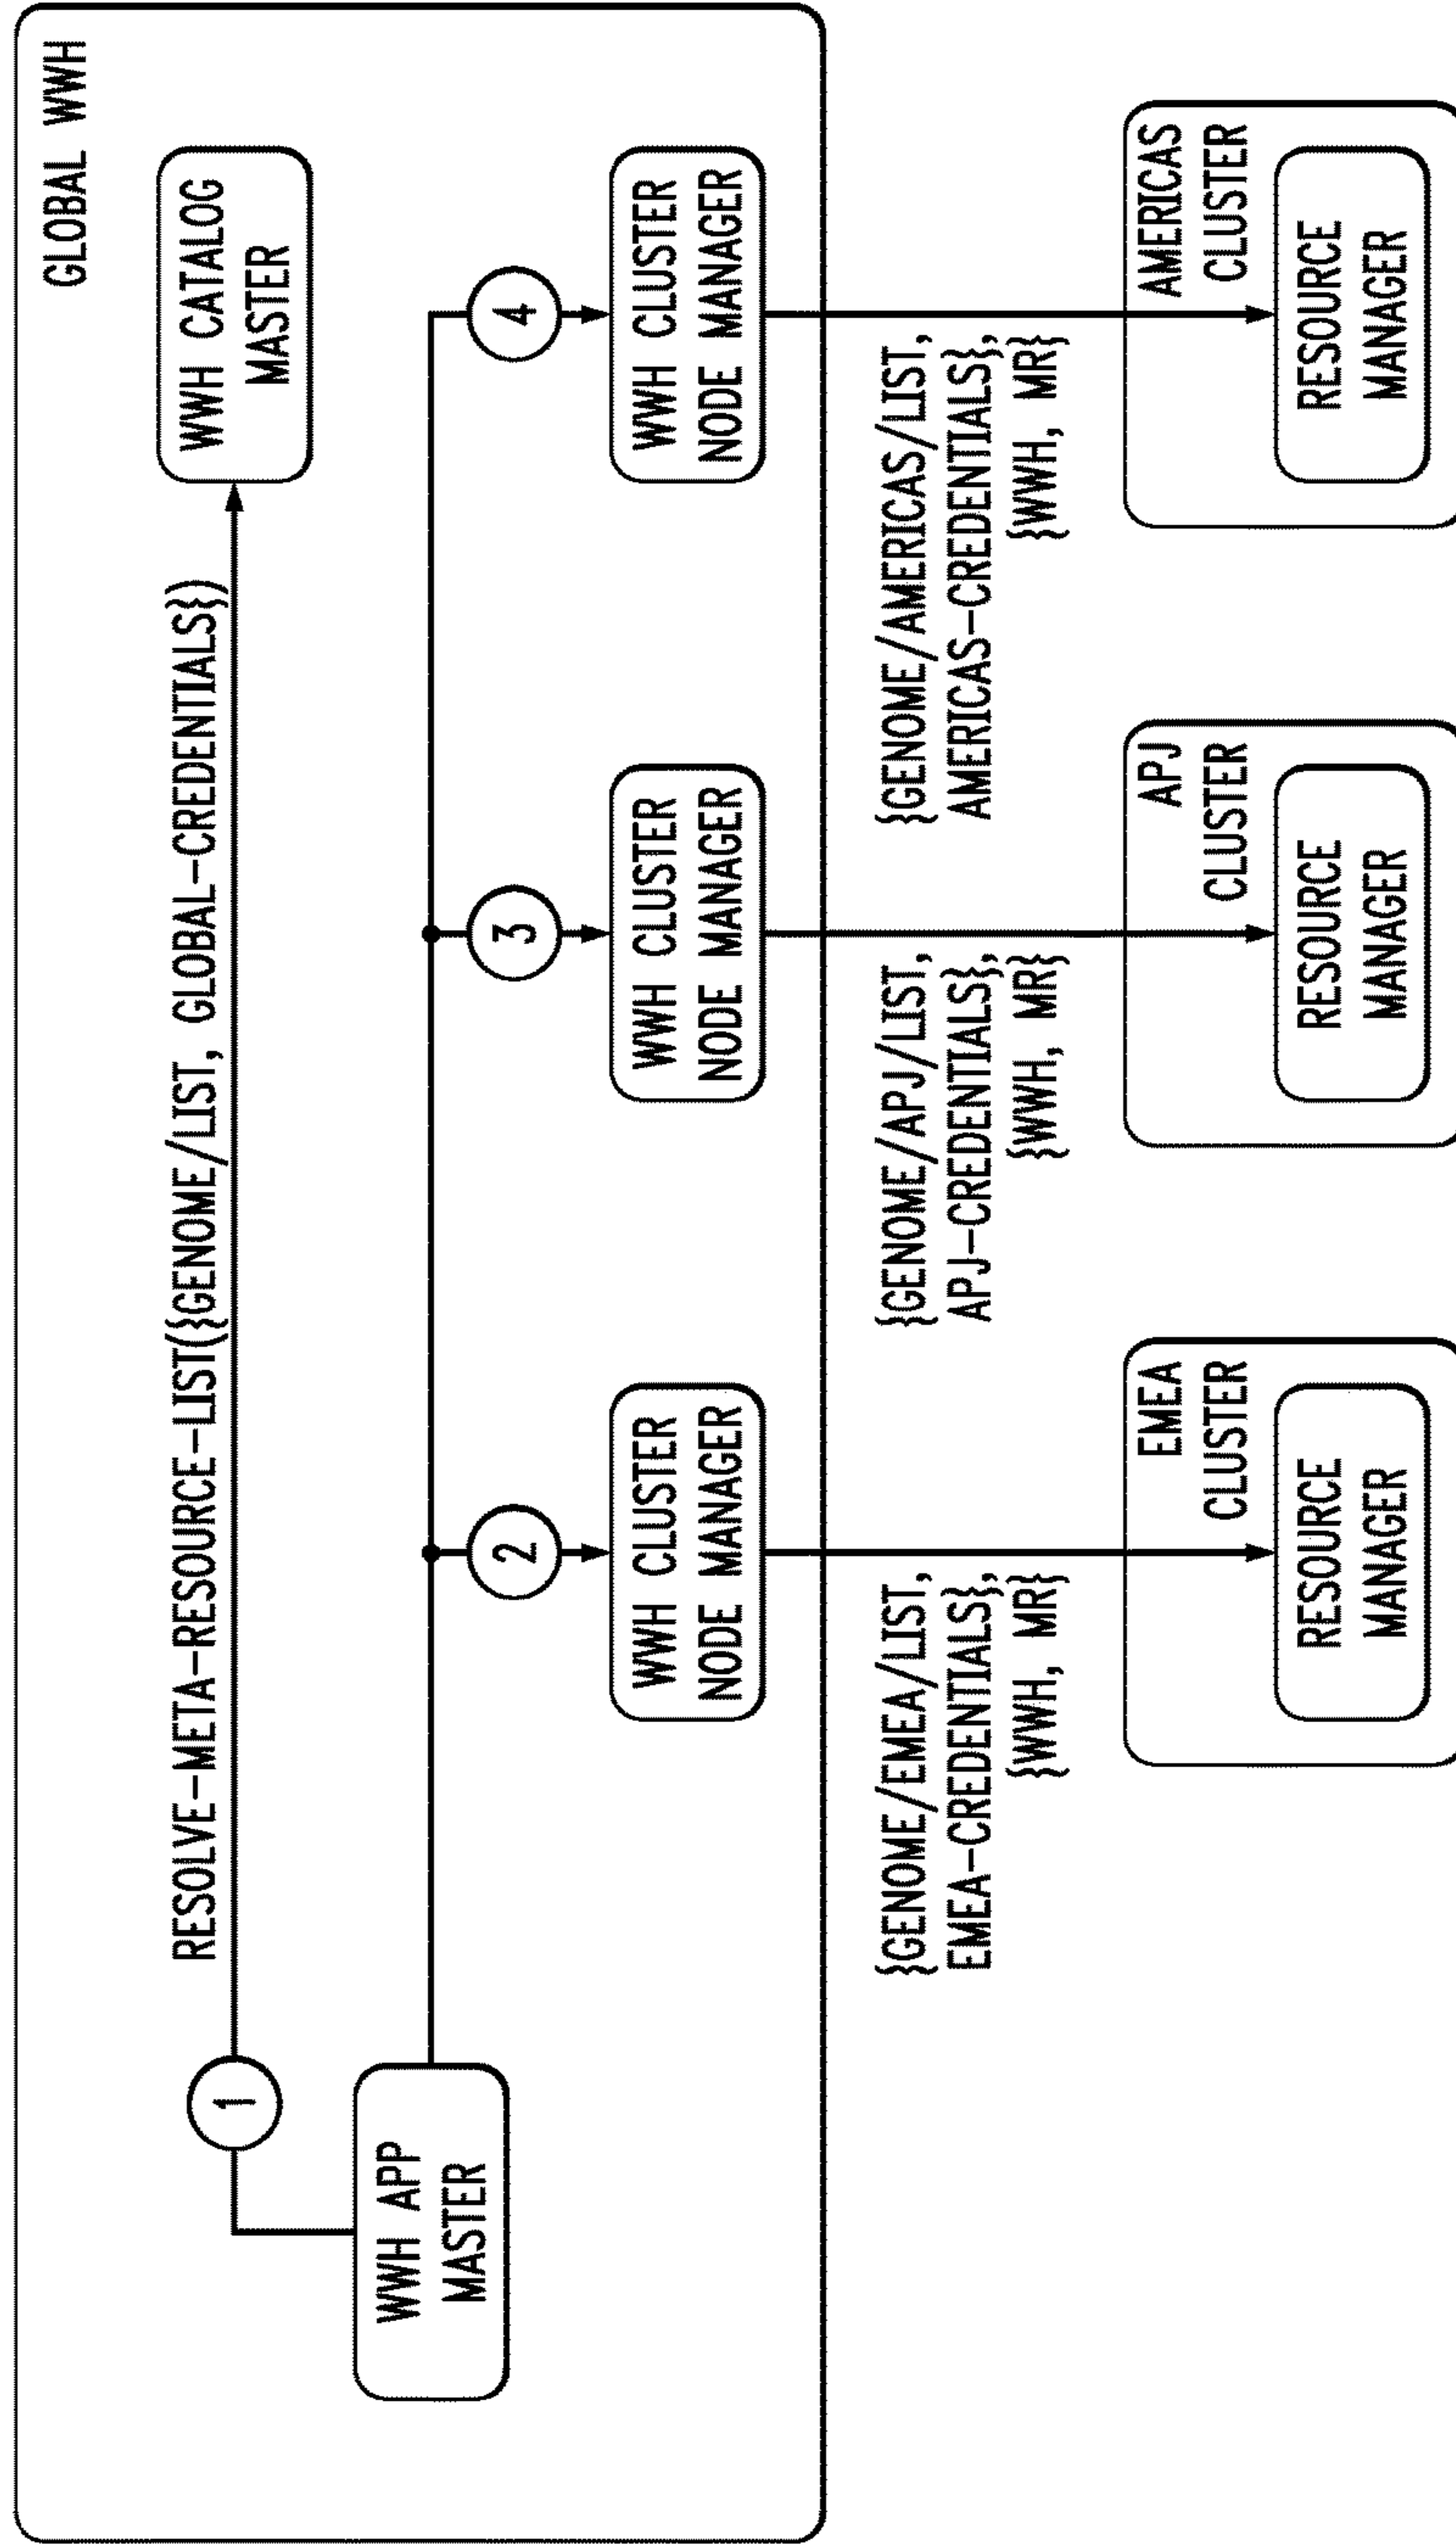 GLOBAL WWH
RESOLVE-META-RESOURCE-LIST({GENOME/LIST, GLOBAL-CREDENTIALS})
1
WWH CATALOG
MASTER
WWH APP
MASTER
2
3
4
WWH CLUSTER
NODE MANAGER
WWH CLUSTER
NODE MANAGER
WWH CLUSTER
NODE MANAGER
{GENOME/EMEA/LIST,
EMEA-CREDENTIALS},
{WWH, MR}
{GENOME/APJ/LIST,
APJ-CREDENTIALS},
{WWH, MR}
{GENOME/AMERICAS/LIST,
AMERICAS-CREDENTIALS},
{WWH, MR}
EMEA
CLUSTER
RESOURCE
MANAGER
APJ
CLUSTER
RESOURCE
MANAGER
AMERICAS
CLUSTER
RESOURCE
MANAGER